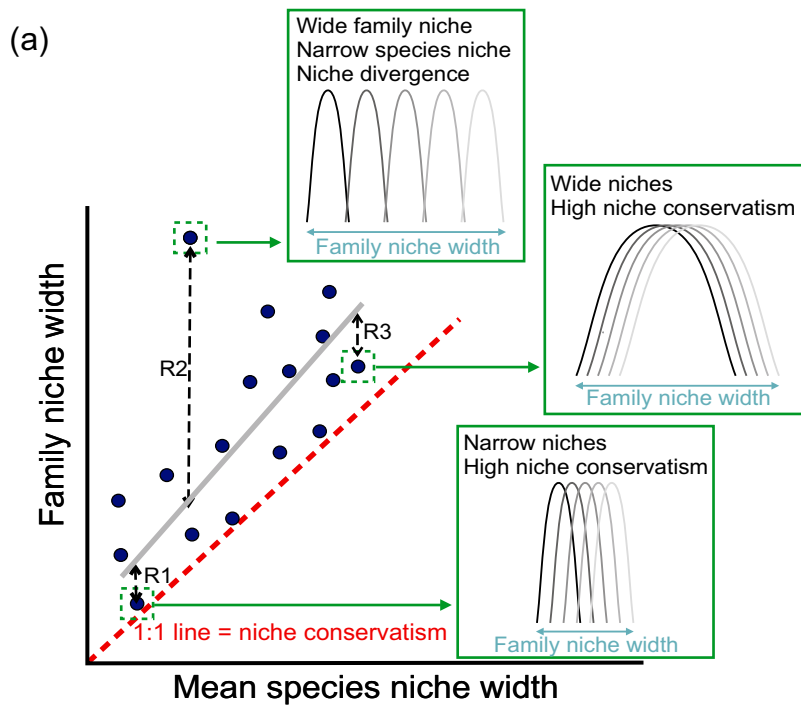 (a)
Wide family niche
Narrow species niche
Niche divergence
Family niche width
Wide niches
High niche conservatism
Family niche width
Narrow niches
High niche conservatism
Family niche width
R2
R3
R1
1:1 line = niche conservatism
Family niche width
Mean species niche width